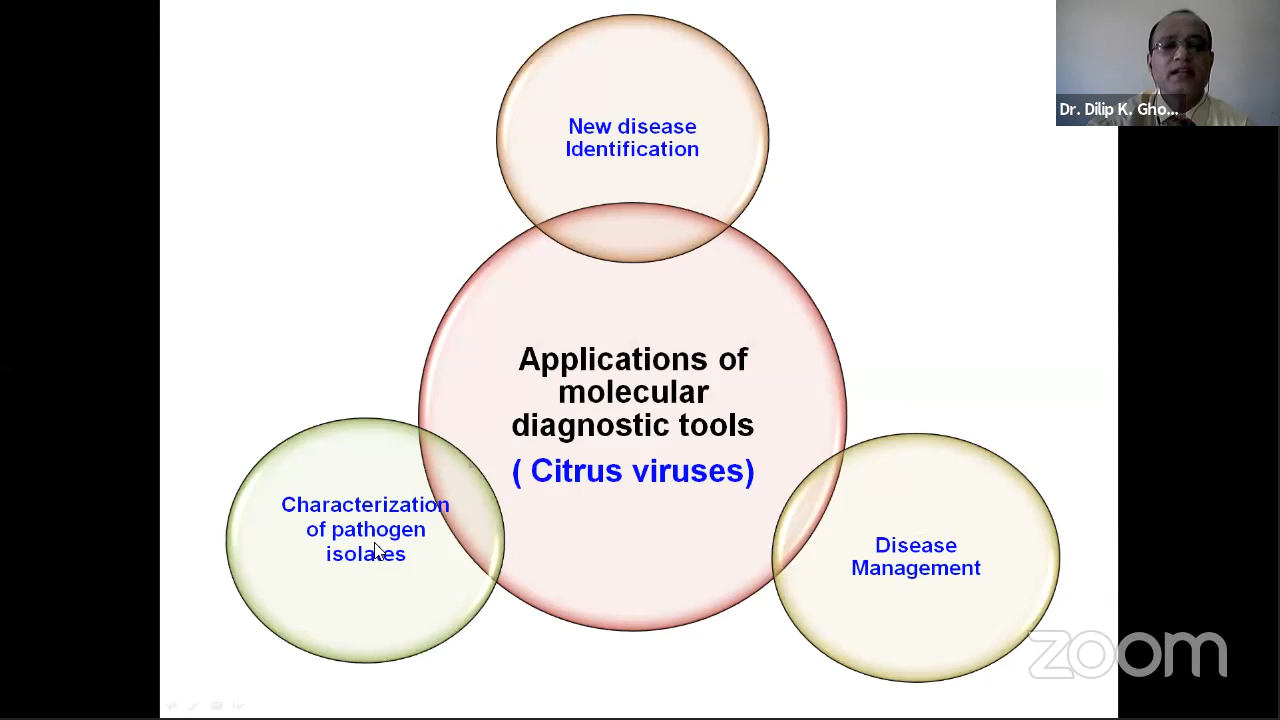 New disease
Identification
Dr. Dilip K. Gho...
Applications of
molecular
diagnostic tools
( Citrus viruses)
Characterization
of pathogen
isolates
Disease
Management
zoom